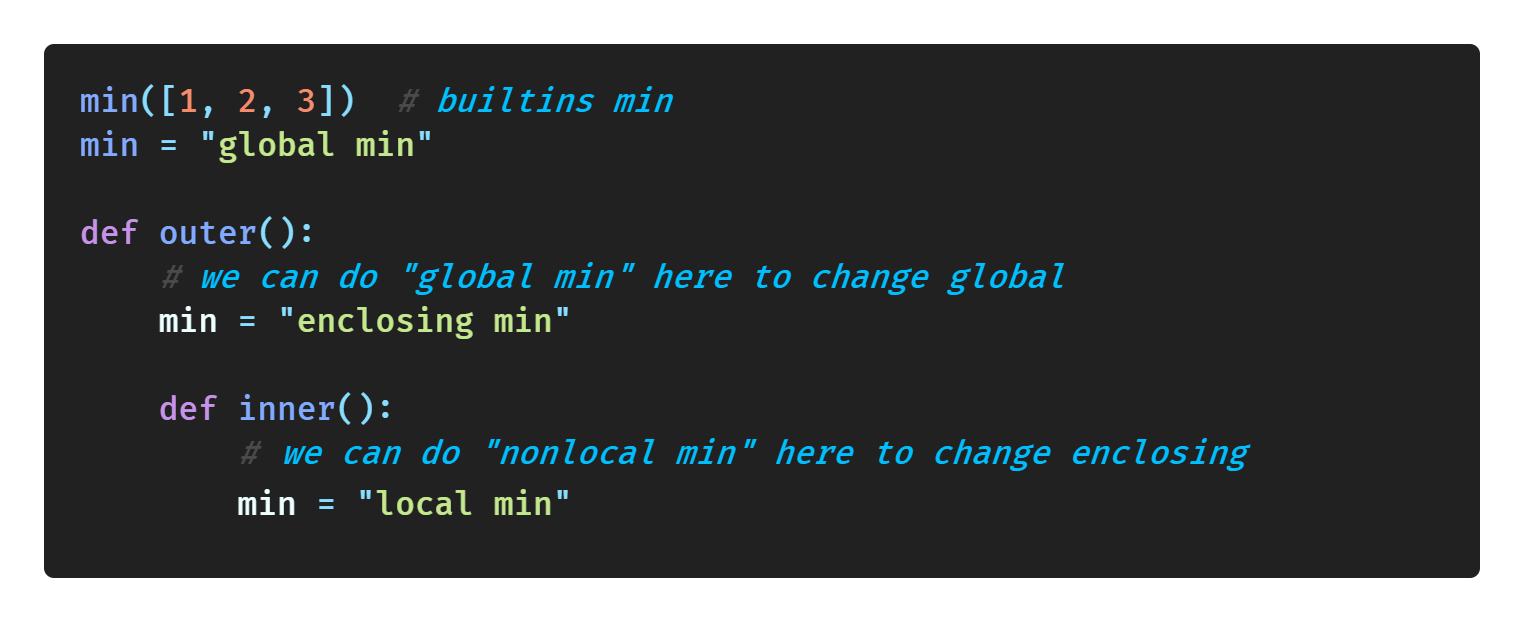 min([1, 2, 3])  # builtins min
min = "global min"

def outer():
    # we can do "global min" here to change global
    min = "enclosing min"

    def inner():
        # we can do "nonlocal min" here to change enclosing
        min = "local min"